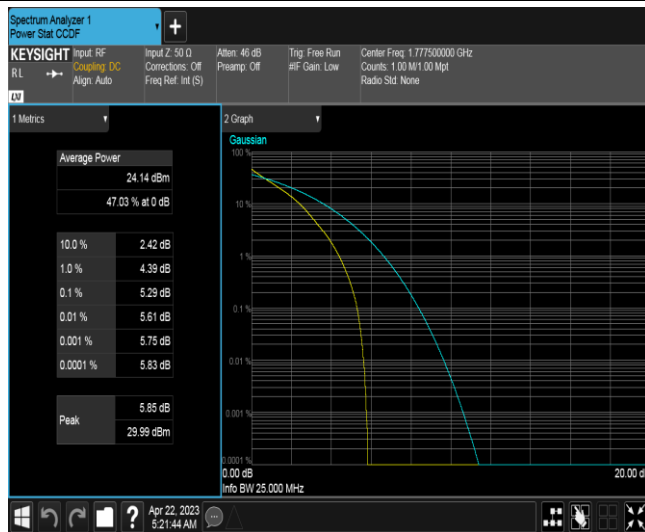 Spectrum Analyzer 1
Power Stat CCDF
+
KEYSIGHT
RL
LXI
Input: RF
Coupling: DC
Align: Auto
Input Z: 50 Ω
Corrections: Off
Freq Ref: Int (S)
Atten: 46 dB
Preamp: Off
Trig: Free Run
#IF Gain: Low
Center Freq: 1.777500000 GHz
Counts: 1.00 M/1.00 Mpt
Radio Std: None
1 Metrics
Average Power
24.14 dBm
47.03 % at 0 dB
10.0 % 2.42 dB
1.0 % 4.39 dB
0.1 % 5.29 dB
0.01 % 5.61 dB
0.001 % 5.75 dB
0.0001 % 5.83 dB
Peak
5.85 dB
29.99 dBm
2 Graph
Gaussian
100 %
10 %
1 %
0.1 %
0.01 %
0.001 %
0.0001 %
0.00 dB
20.00 d
Info BW 25.000 MHz
?
Apr 22, 2023
5:21:44 AM